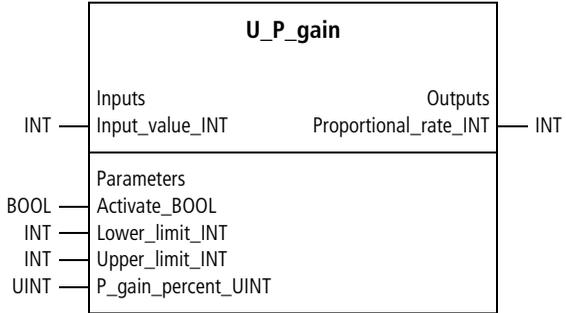 U_P_gain
Inputs Outputs
INT Input_value_INT Proportional_rate_INT INT
Parameters
BOOL Activate_BOOL
INT Lower_limit_INT
INT Upper_limit_INT
UINT P_gain_percent_UINT